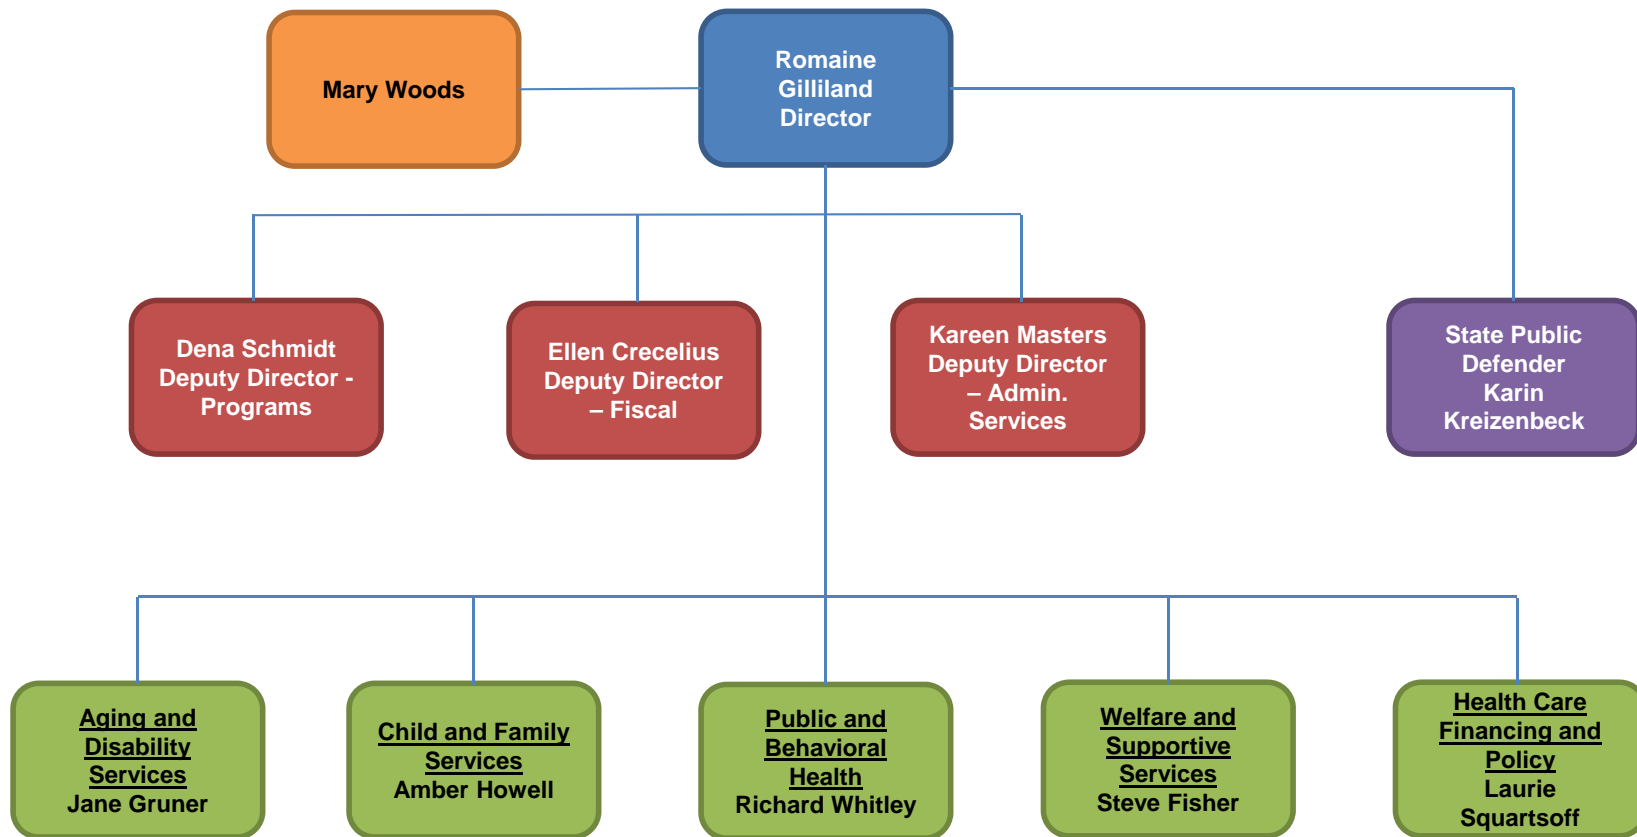 Mary Woods
Romaine
Gilliland
Director
Dena Schmidt
Deputy Director -
Programs
Ellen Crecelius
Deputy Director
– Fiscal
Kareen Masters
Deputy Director
– Admin.
Services
State Public
Defender
Karin
Kreizenbeck
Aging and
Disability
Services
Jane Gruner
Child and Family
Services
Amber Howell
Public and
Behavioral
Health
Richard Whitley
Welfare and
Supportive
Services
Steve Fisher
Health Care
Financing and
Policy
Laurie
Squartsoff